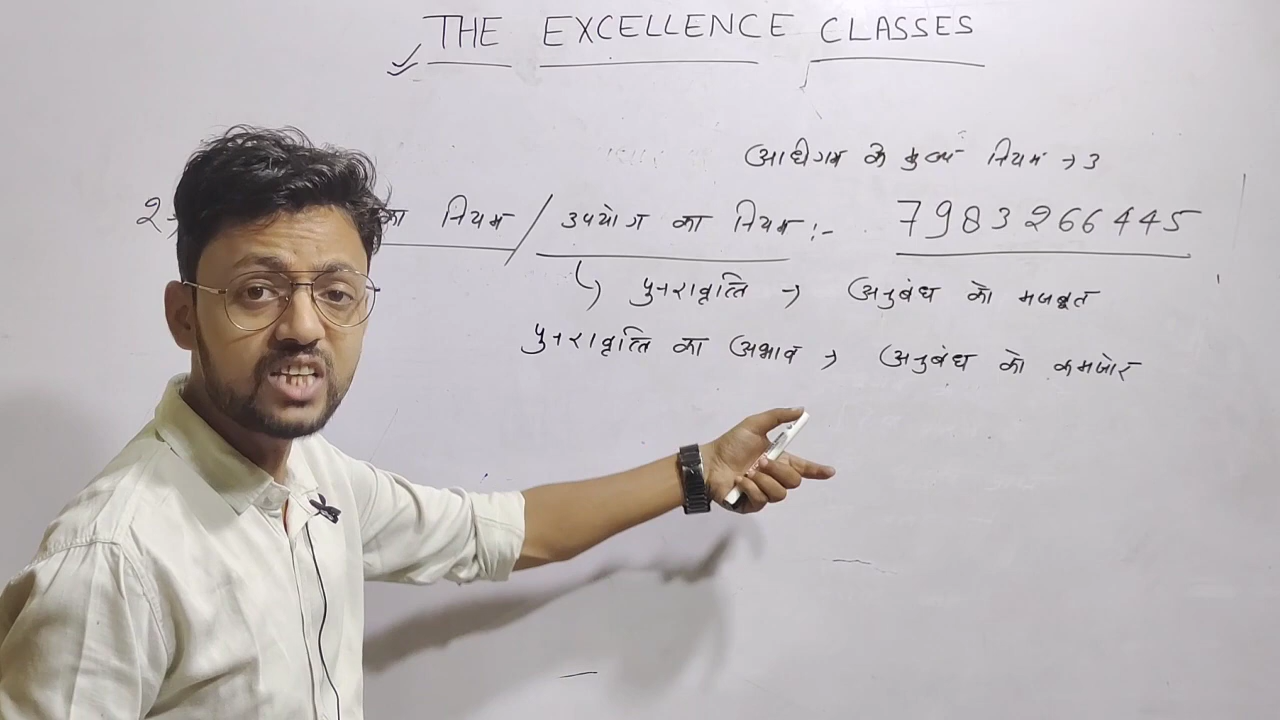 THE EXCELLENCE CLASSES
अधिगम के मुख्य नियम → 3
2→ का नियम / उपयोग का नियम :- 7983266445
↳ पुनरावृत्ति → अनुबंध को मजबूत
पुनरावृत्ति का अभाव → अनुबंध को कमजोर